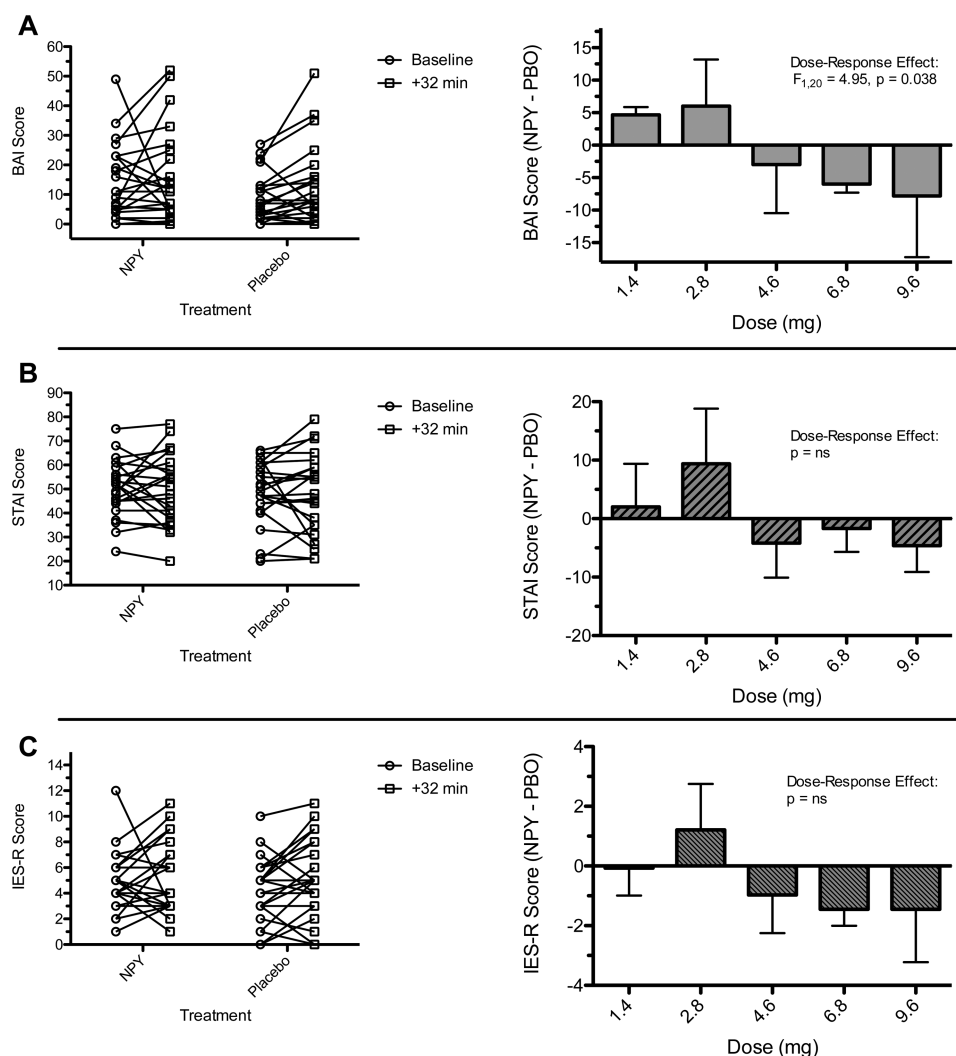 A
BAI Score
60
50
40
30
20
10
0
NPY
Placebo
Treatment
Baseline
+32 min
BAI Score (NPY - PBO)
15
10
5
0
-5
-10
-15
Dose-Response Effect:
F1,20 = 4.95, p = 0.038
1.4
2.8
4.6
6.8
9.6
Dose (mg)
B
STAI Score
90
80
70
60
50
40
30
20
10
NPY
Placebo
Treatment
Baseline
+32 min
STAI Score (NPY - PBO)
20
10
0
-10
-20
Dose-Response Effect:
p = ns
1.4
2.8
4.6
6.8
9.6
Dose (mg)
C
IES-R Score
14
12
10
8
6
4
2
0
NPY
Placebo
Treatment
Baseline
+32 min
IES-R Score (NPY - PBO)
4
2
0
-2
-4
Dose-Response Effect:
p = ns
1.4
2.8
4.6
6.8
9.6
Dose (mg)